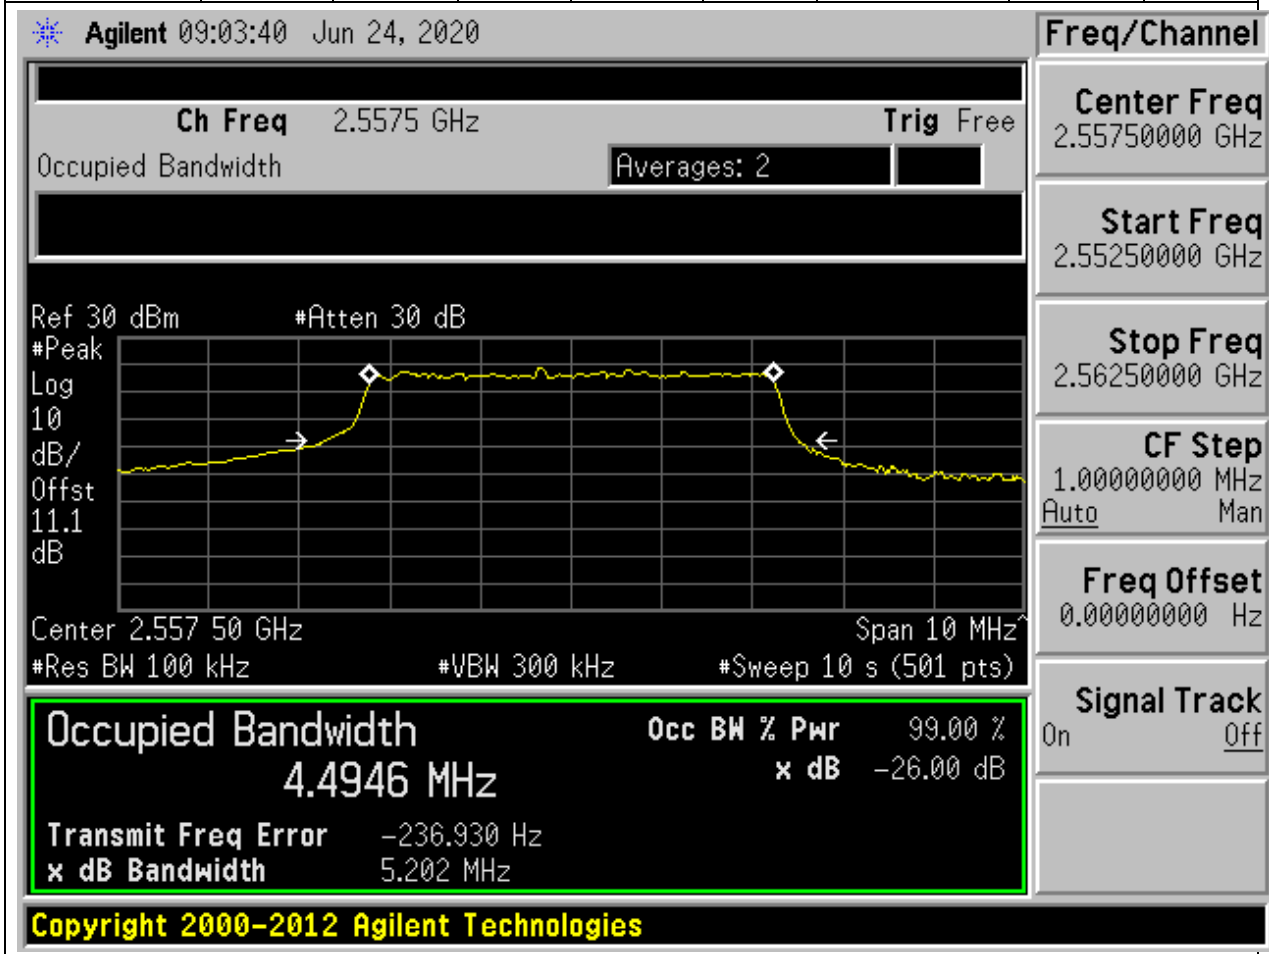 Agilent 09:03:40 Jun 24, 2020
Freq/Channel
Ch Freq 2.5575 GHz Trig Free
Occupied Bandwidth Averages: 2
Ref 30 dBm #Atten 30 dB
#Peak
Log
10
dB/
Offst
11.1
dB
Center 2.557 50 GHz Span 10 MHz^
#Res BW 100 kHz #VBW 300 kHz #Sweep 10 s (501 pts)
Occupied Bandwidth Occ BW % Pwr 99.00 %
4.4946 MHz x dB -26.00 dB
Transmit Freq Error -236.930 Hz
x dB Bandwidth 5.202 MHz
Center Freq
2.55750000 GHz
Start Freq
2.55250000 GHz
Stop Freq
2.56250000 GHz
CF Step
1.00000000 MHz
Auto Man
Freq Offset
0.00000000 Hz
Signal Track
On Off
Copyright 2000-2012 Agilent Technologies